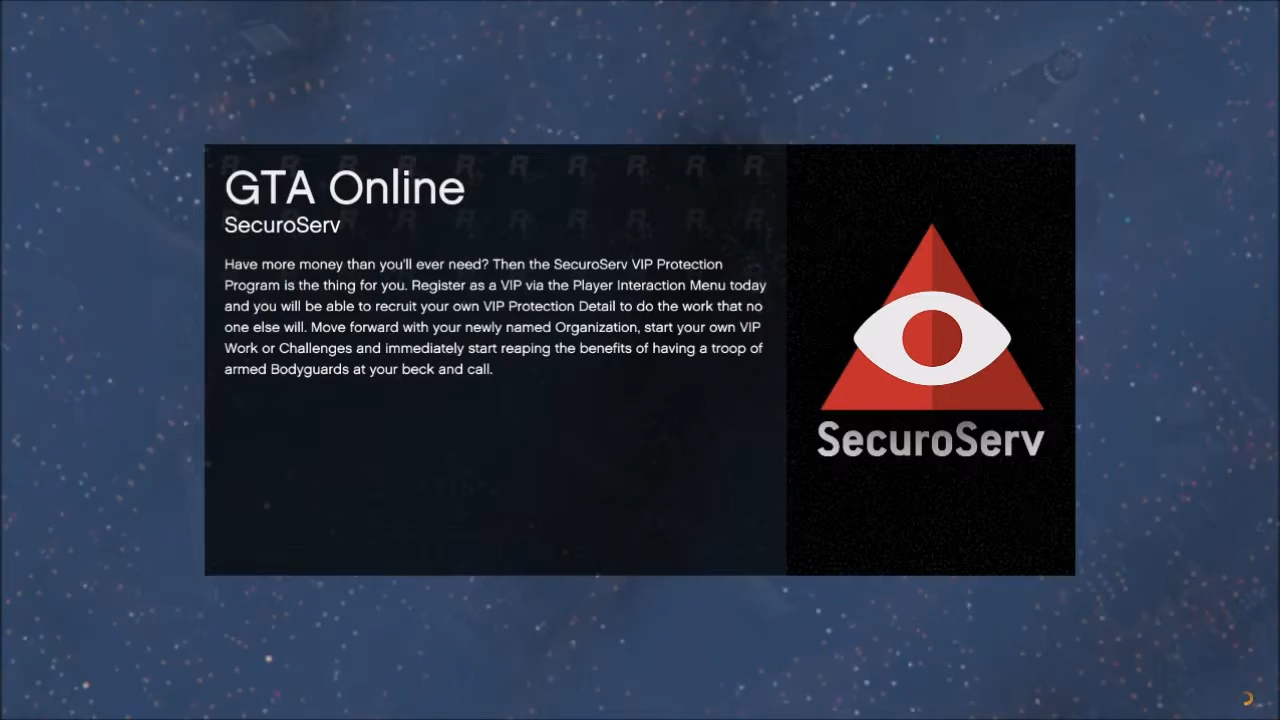 GTA Online
SecuroServ
Have more money than you'll ever need? Then the SecuroServ VIP Protection
Program is the thing for you. Register as a VIP via the Player Interaction Menu today
and you will be able to recruit your own VIP Protection Detail to do the work that no
one else will. Move forward with your newly named Organization, start your own VIP
Work or Challenges and immediately start reaping the benefits of having a troop of
armed Bodyguards at your beck and call.
SecuroServ